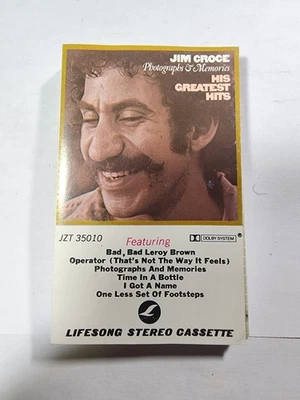 JIM CROCE
Photographs & Memories
HIS
GREATEST
HITS
JZT 35010
Featuring
DOLBY SYSTEM
Bad, Bad Leroy Brown
Operator (That's Not The Way It Feels)
Photographs And Memories
Time In A Bottle
I Got A Name
One Less Set Of Footsteps
LIFESONG STEREO CASSETTE